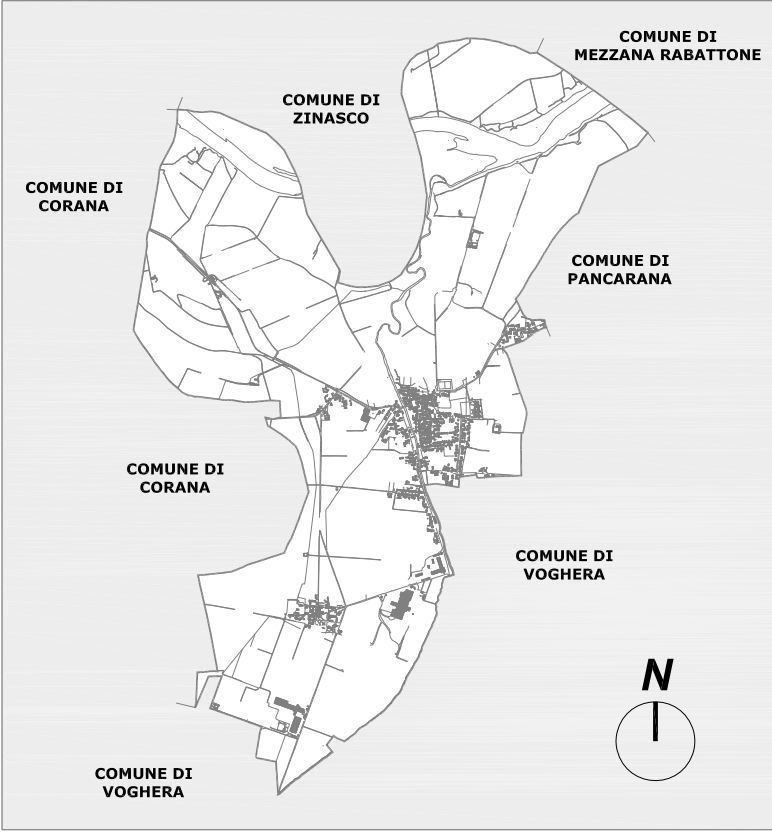 COMUNE DI
MEZZANA RABATTONE
COMUNE DI
ZINASCO
COMUNE DI
CORANA
COMUNE DI
PANCARANA
COMUNE DI
CORANA
COMUNE DI
VOGHERA
N
COMUNE DI
VOGHERA